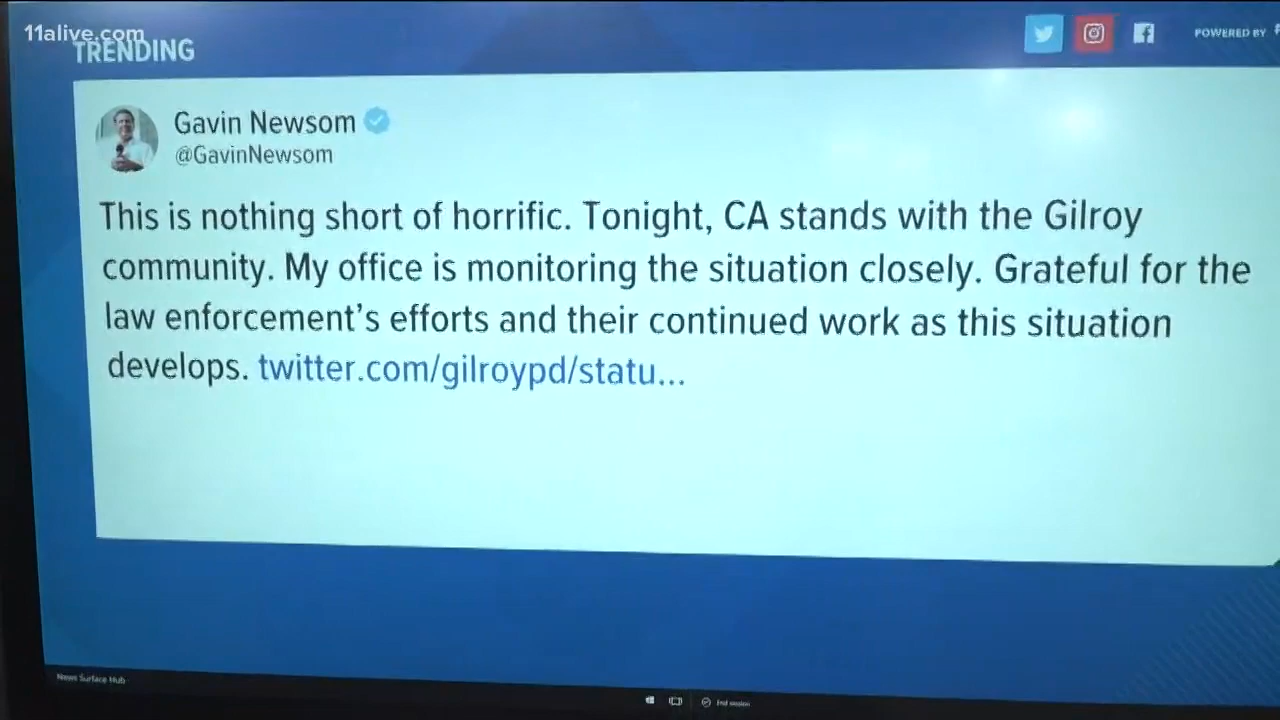 11alive.com
TRENDING
POWERED BY
Gavin Newsom
@GavinNewsom
This is nothing short of horrific. Tonight, CA stands with the Gilroy
community. My office is monitoring the situation closely. Grateful for the
law enforcement's efforts and their continued work as this situation
develops. twitter.com/gilroypd/statu...
News Surface Hub
End session